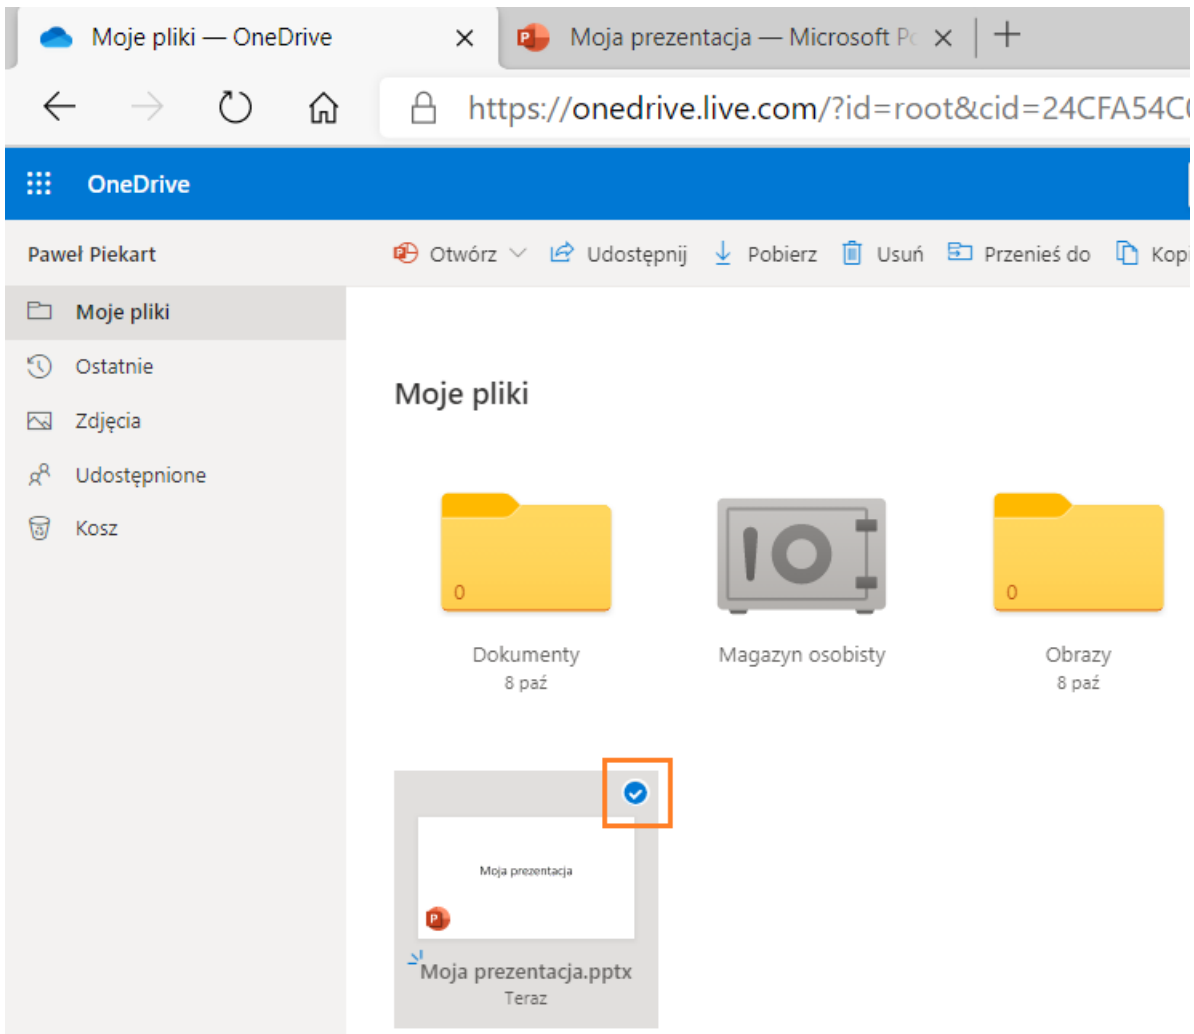 Moje pliki — OneDrive
Moja prezentacja — Microsoft Po
https://onedrive.live.com/?id=root&cid=24CFA54C
OneDrive
Paweł Piekart
Otwórz Udostępnij Pobierz Usuń Przenieś do Kopi
Moje pliki
Ostatnie
Zdjęcia
Udostępnione
Kosz
Moje pliki
0
0
Dokumenty Magazyn osobisty Obrazy
8 paź 8 paź
Moja prezentacja
P
Moja prezentacja.pptx
Teraz